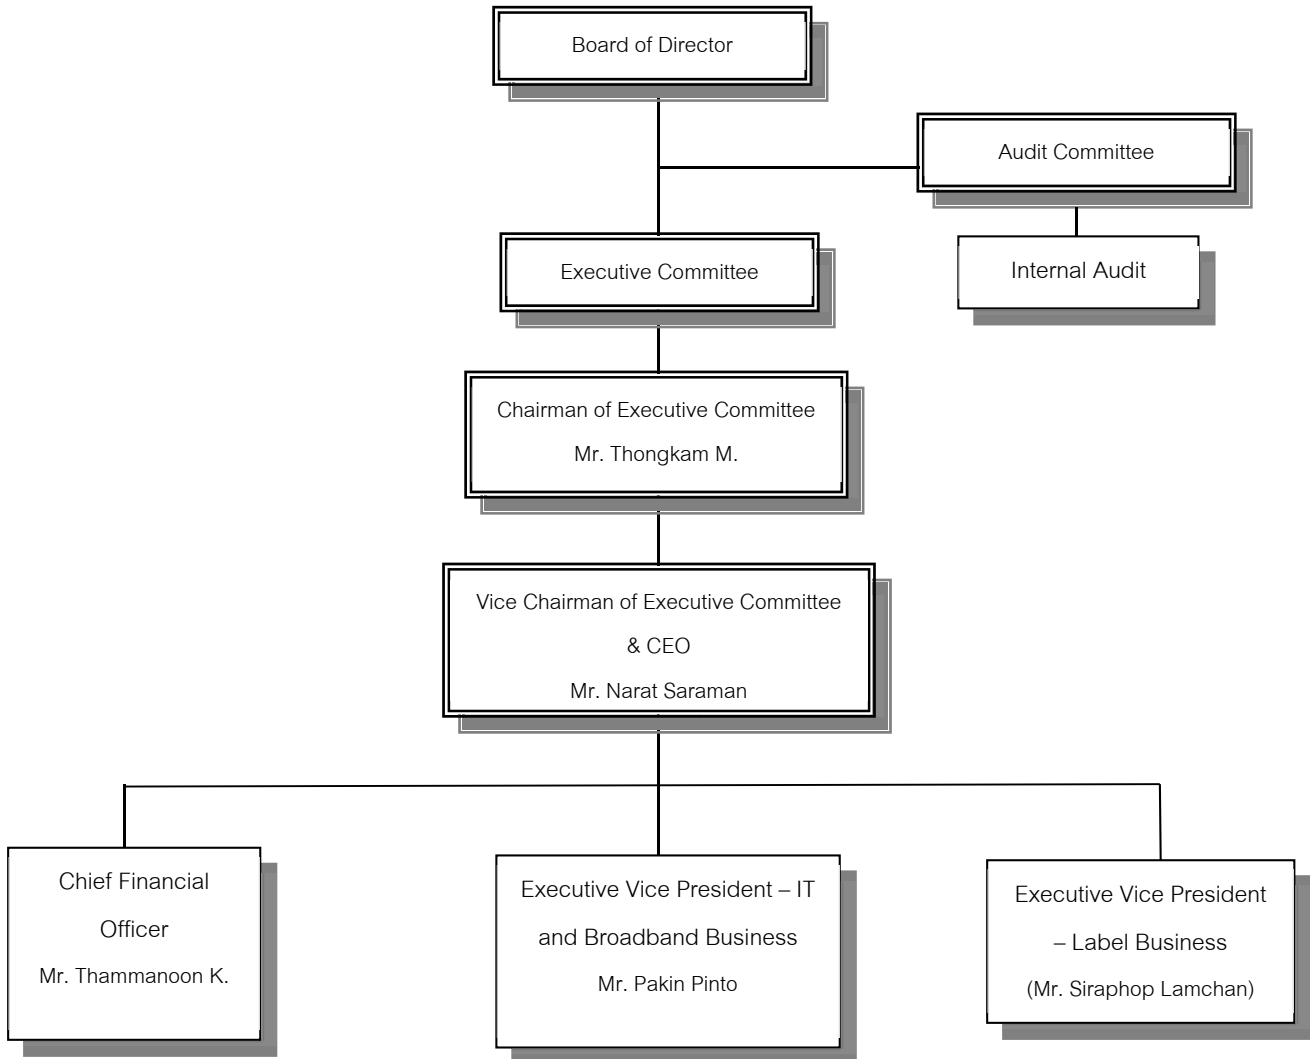 Board of Director
Audit Committee
Executive Committee
Internal Audit
Chairman of Executive Committee
Mr. Thongkam M.
Vice Chairman of Executive Committee
& CEO
Mr. Narat Saraman
Chief Financial
Officer
Mr. Thammanoon K.
Executive Vice President – IT
and Broadband Business
Mr. Pakin Pinto
Executive Vice President
– Label Business
(Mr. Siraphop Lamchan)